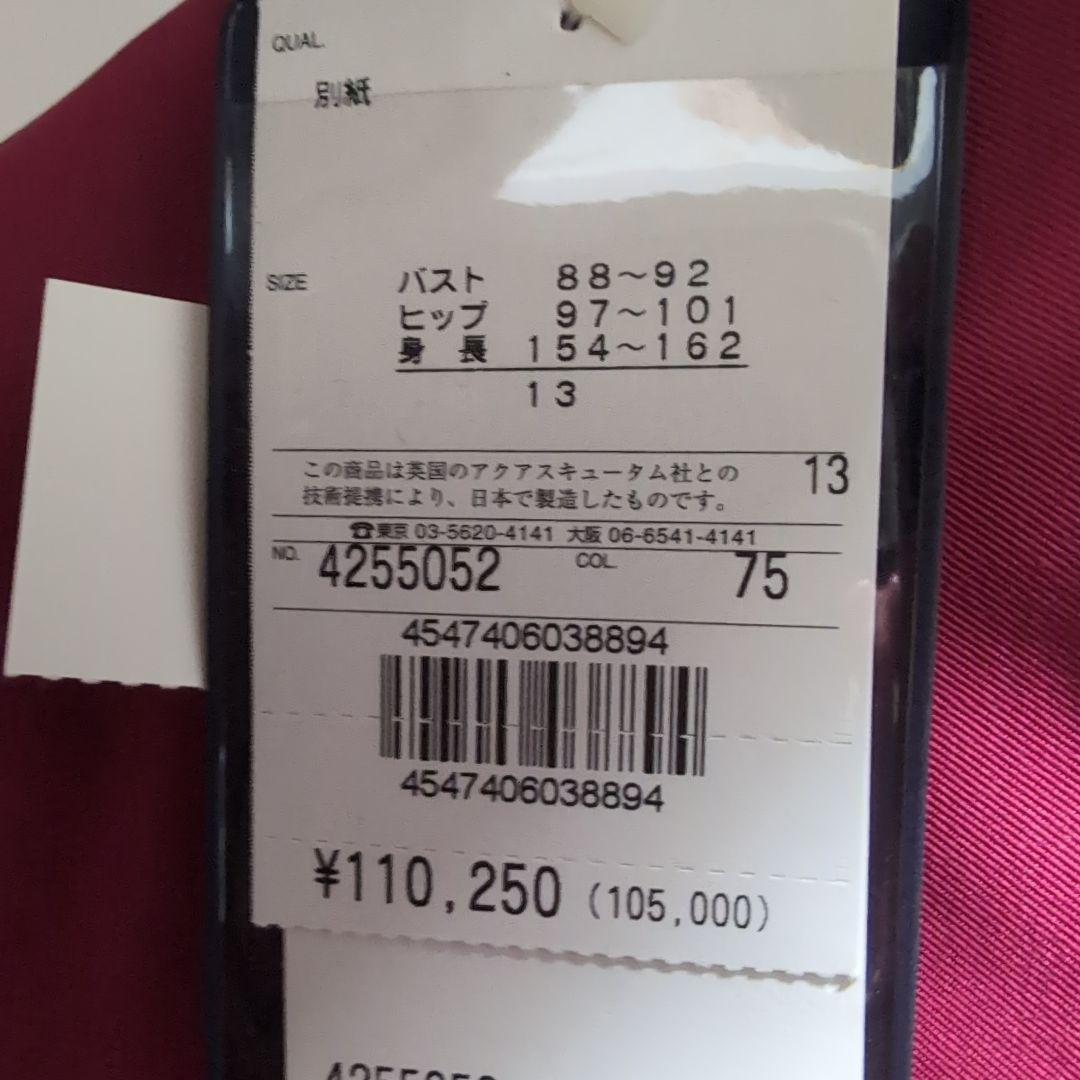 QUAL.
別紙
SIZE
バスト 88～92
ヒップ 97～101
身長 154～162
13
この商品は英国のアクアスキュータム社との
技術提携により、日本で製造したものです。
13
☎東京 03-5620-4141 大阪 06-6541-4141
NO. 4255052 COL. 75
4547406038894
4547406038894
¥110,250 (105,000)